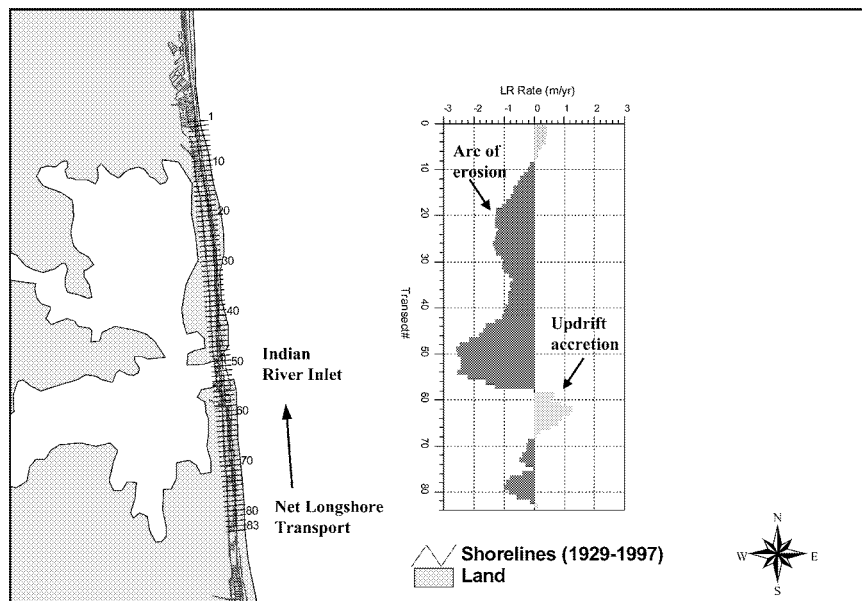 1
10
20
30
40
50
60
70
80
83
Indian
River Inlet
Net Longshore
Transport
LR Rate (m/yr)
-3 -2 -1 0 1 2 3
0
10
20
30
40
50
60
70
80
Transect#
Arc of
erosion
Updrift
accretion
Shorelines (1929-1997)
Land
N
W E
S